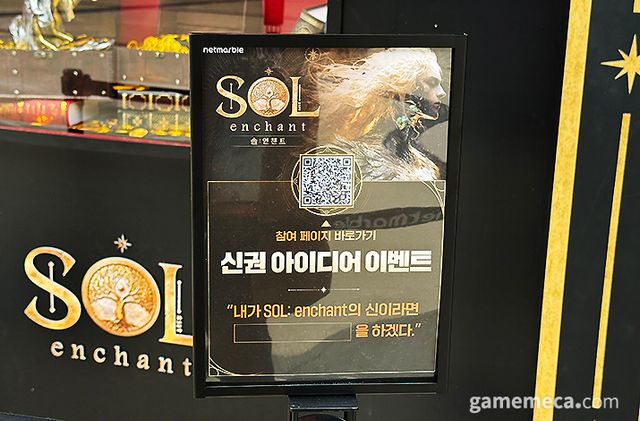 netmarble
SOL
enchant
솔:인챈트
참여 페이지 바로가기
신권 아이디어 이벤트
“내가 SOL: enchant의 신이라면
을 하겠다.”
SOL
enchant
gamemeca.com